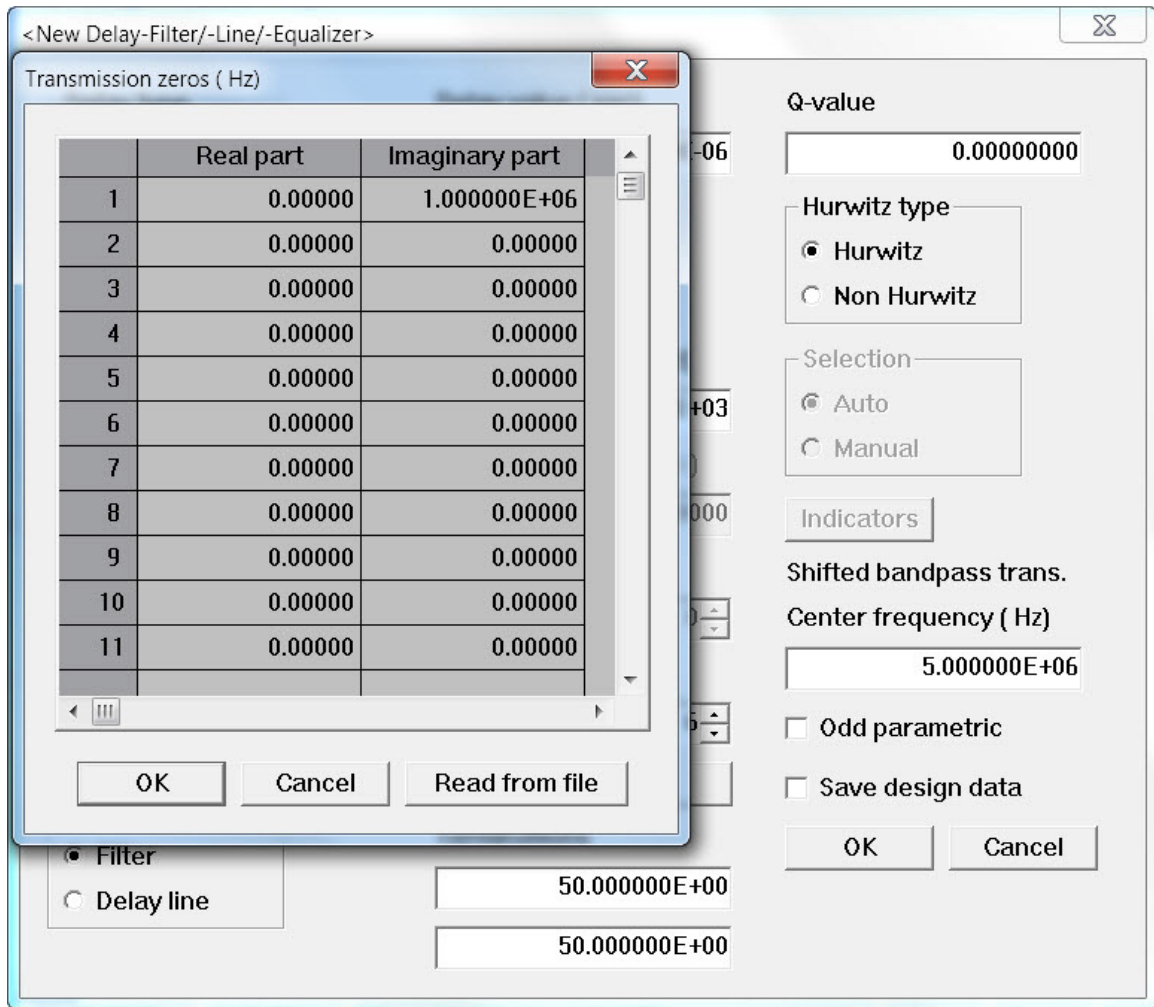 <New Delay-Filter/-Line/-Equalizer>
Transmission zeros ( Hz)
Real part Imaginary part
1 0.00000 1.000000E+06
2 0.00000 0.00000
3 0.00000 0.00000
4 0.00000 0.00000
5 0.00000 0.00000
6 0.00000 0.00000
7 0.00000 0.00000
8 0.00000 0.00000
9 0.00000 0.00000
10 0.00000 0.00000
11 0.00000 0.00000
OK Cancel Read from file
-06
+03
000
Filter
Delay line
50.000000E+00
50.000000E+00
Q-value
0.00000000
Hurwitz type
Hurwitz
Non Hurwitz
Selection
Auto
Manual
Indicators
Shifted bandpass trans.
Center frequency ( Hz)
5.000000E+06
Odd parametric
Save design data
OK Cancel